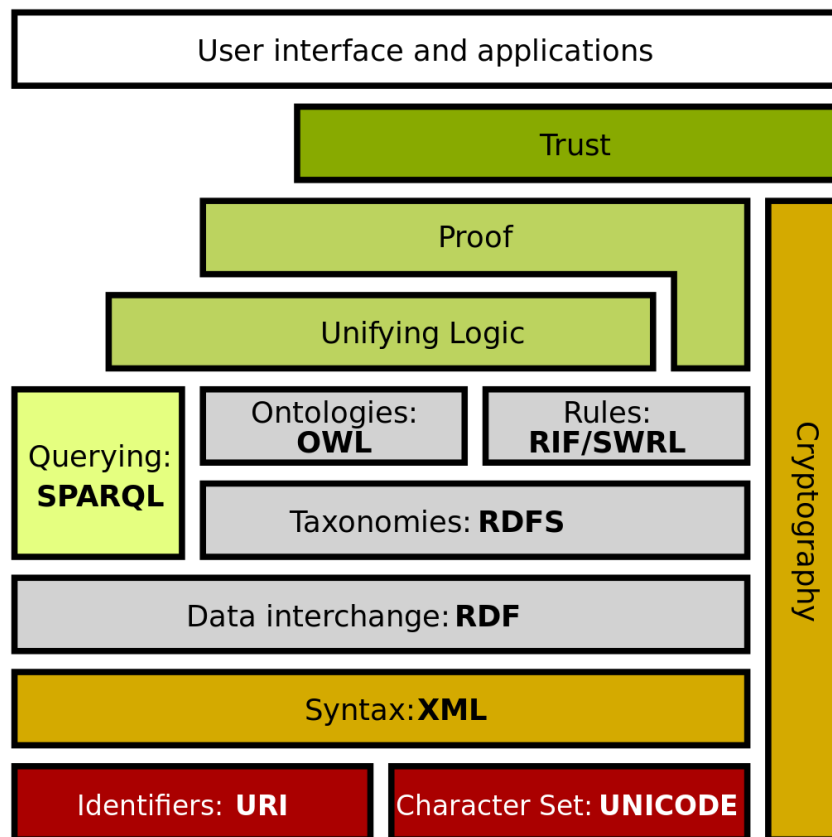 User interface and applications
Trust
Proof
Unifying Logic
Ontologies:
OWL
Rules:
RIF/SWRL
Querying:
SPARQL
Taxonomies: RDFS
Cryptography
Data interchange: RDF
Syntax: XML
Identifiers: URI
Character Set: UNICODE